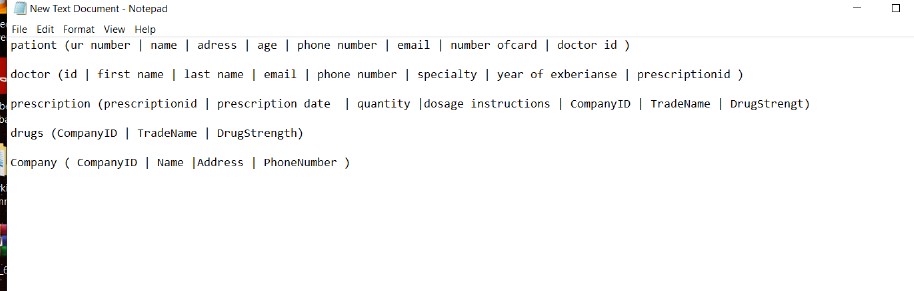 New Text Document - Notepad
File Edit Format View Help
pationt (ur number | name | adress | age | phone number | email | number ofcard | doctor id )
doctor (id | first name | last name | email | phone number | specialty | year of exberianse | prescriptionid )
prescription (prescriptionid | prescription date | quantity |dosage instructions | CompanyID | TradeName | DrugStrengt)
drugs (CompanyID | TradeName | DrugStrength)
Company ( CompanyID | Name |Address | PhoneNumber )